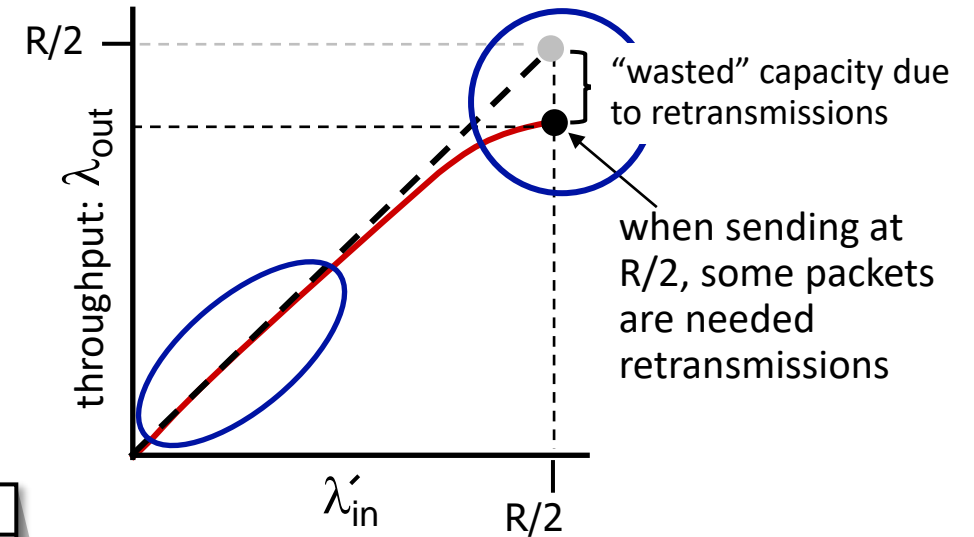 R/2
“wasted” capacity due
to retransmissions
throughput: λout
when sending at
R/2, some packets
are needed
retransmissions
λ′in
R/2